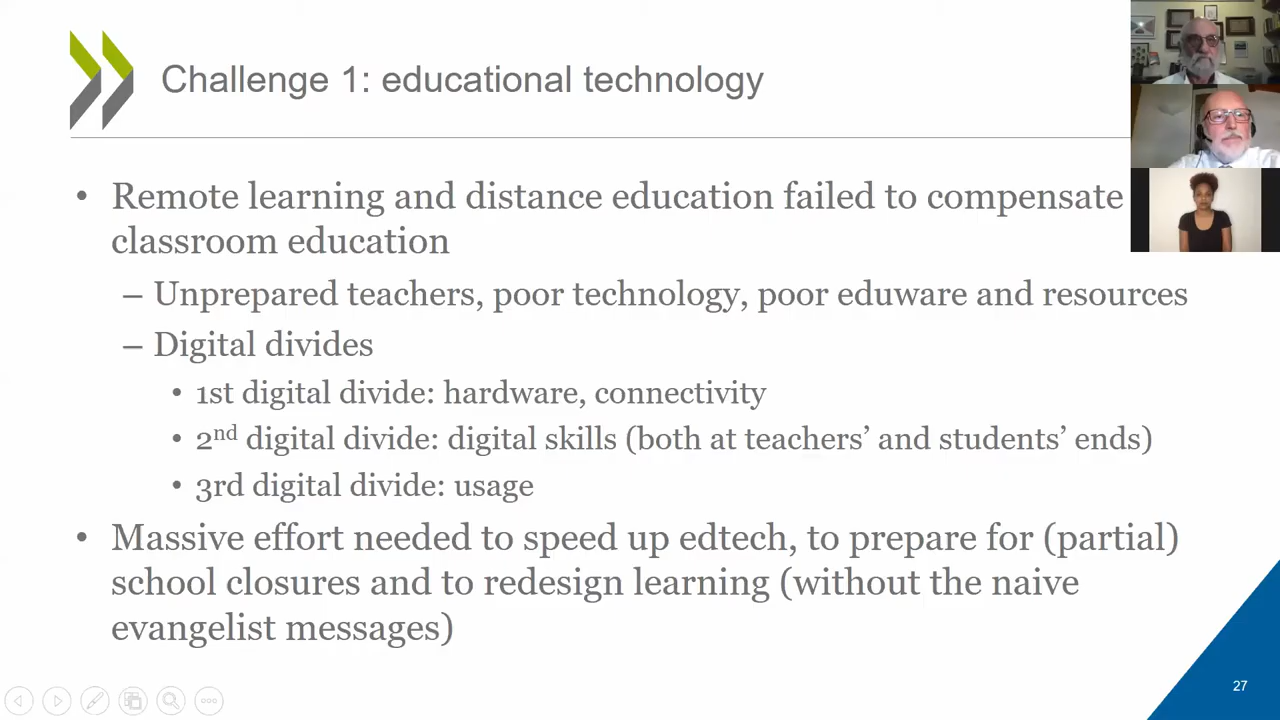 Challenge 1: educational technology
• Remote learning and distance education failed to compensate
classroom education
– Unprepared teachers, poor technology, poor eduware and resources
– Digital divides
• 1st digital divide: hardware, connectivity
• 2nd digital divide: digital skills (both at teachers’ and students’ ends)
• 3rd digital divide: usage
• Massive effort needed to speed up edtech, to prepare for (partial)
school closures and to redesign learning (without the naive
evangelist messages)
27